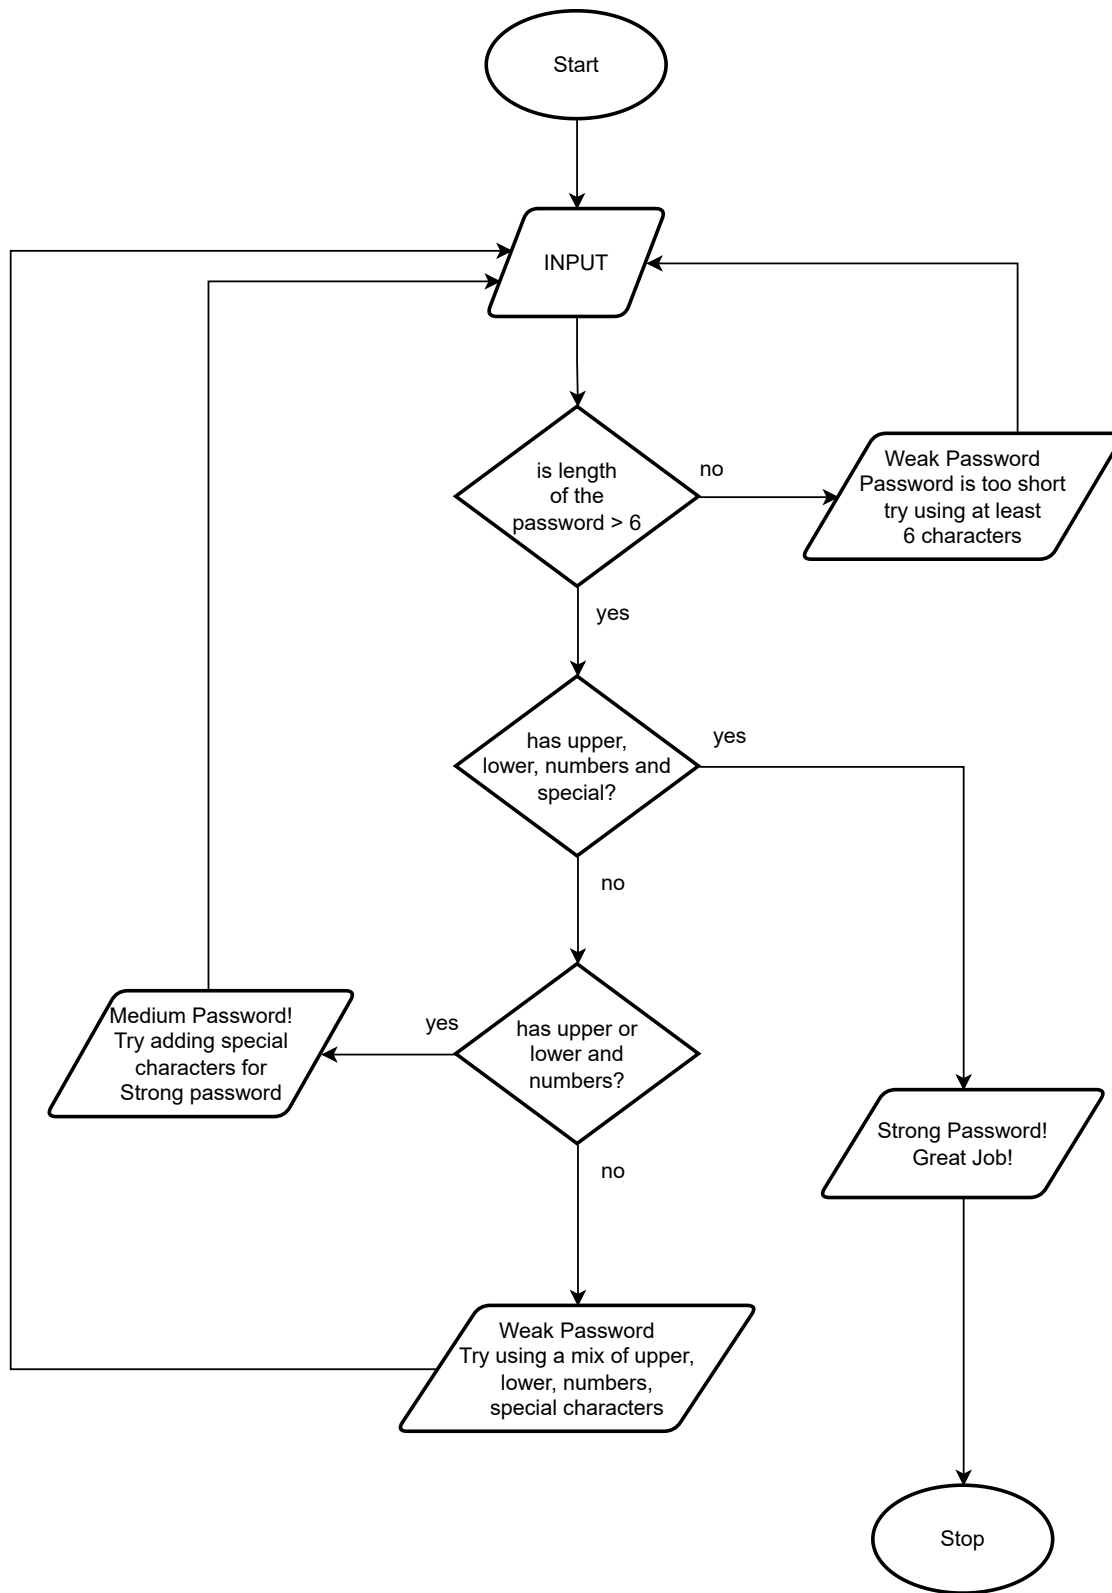 Start
INPUT
is length
of the
password > 6
no
Weak Password
Password is too short
try using at least
6 characters
yes
has upper,
lower, numbers and
special?
yes
no
has upper or
lower and
numbers?
yes
Medium Password!
Try adding special
characters for
Strong password
no
Strong Password!
Great Job!
Weak Password
Try using a mix of upper,
lower, numbers,
special characters
Stop